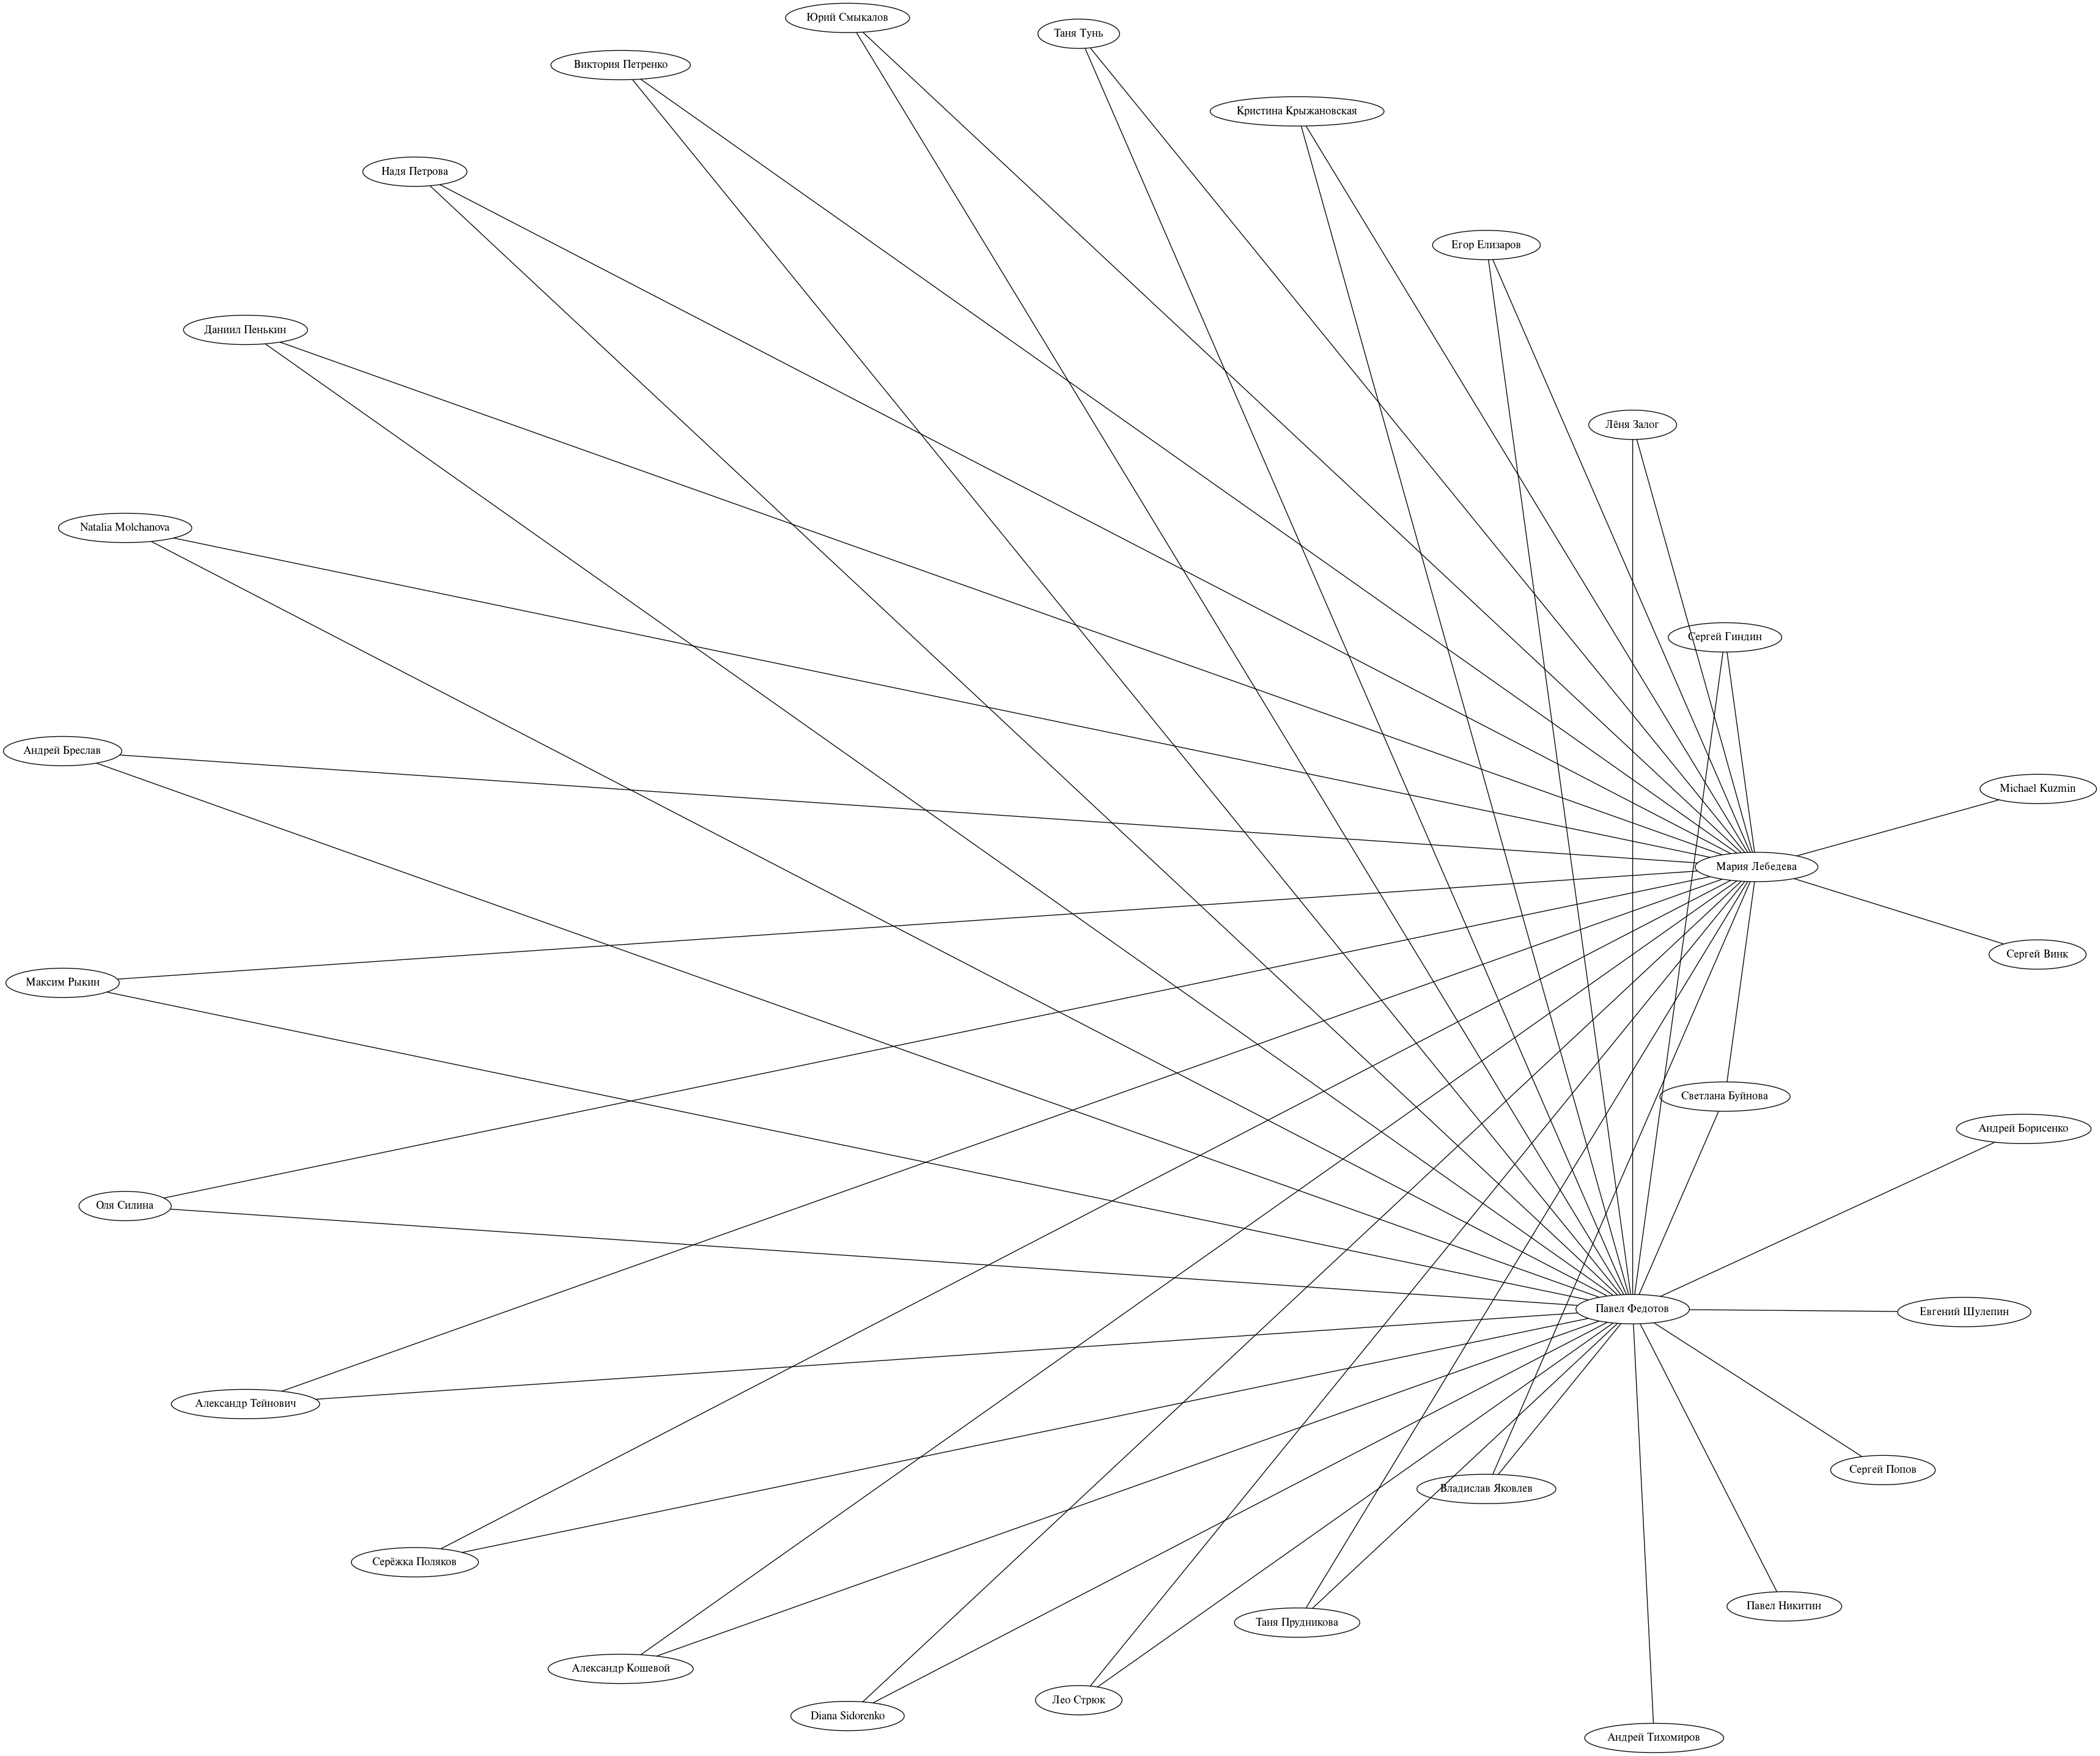 Юрий Смыкалов
Таня Тунь
Виктория Петренко
Кристина Крыжановская
Надя Петрова
Егор Елизаров
Даниил Пенькин
Лёня Залог
Natalia Molchanova
Сергей Гиндин
Андрей Бреслав
Michael Kuzmin
Мария Лебедева
Сергей Винк
Максим Рыкин
Светлана Буйнова
Андрей Борисенко
Оля Силина
Павел Федотов
Евгений Шулепин
Александр Тейнович
Сергей Попов
Владислав Яковлев
Серёжка Поляков
Павел Никитин
Таня Прудникова
Александр Кошевой
Лео Стрюк
Diana Sidorenko
Андрей Тихомиров